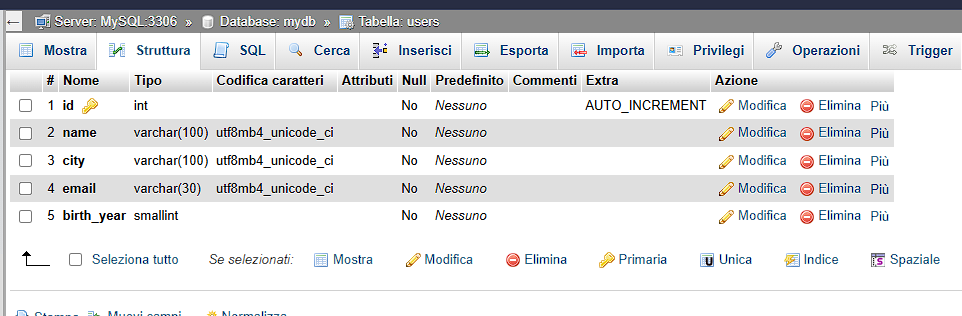 Server: MySQL:3306 » Database: mydb » Tabella: users
Mostra Struttura SQL Cerca Inserisci Esporta Importa Privilegi Operazioni Trigger
# Nome Tipo Codifica caratteri Attributi Null Predefinito Commenti Extra Azione
1 id int No Nessuno AUTO_INCREMENT Modifica Elimina Più
2 name varchar(100) utf8mb4_unicode_ci No Nessuno Modifica Elimina Più
3 city varchar(100) utf8mb4_unicode_ci No Nessuno Modifica Elimina Più
4 email varchar(30) utf8mb4_unicode_ci No Nessuno Modifica Elimina Più
5 birth_year smallint No Nessuno Modifica Elimina Più
Seleziona tutto Se selezionati: Mostra Modifica Elimina Primaria Unica Indice Spaziale
Stampa Muovi campi Normalizza